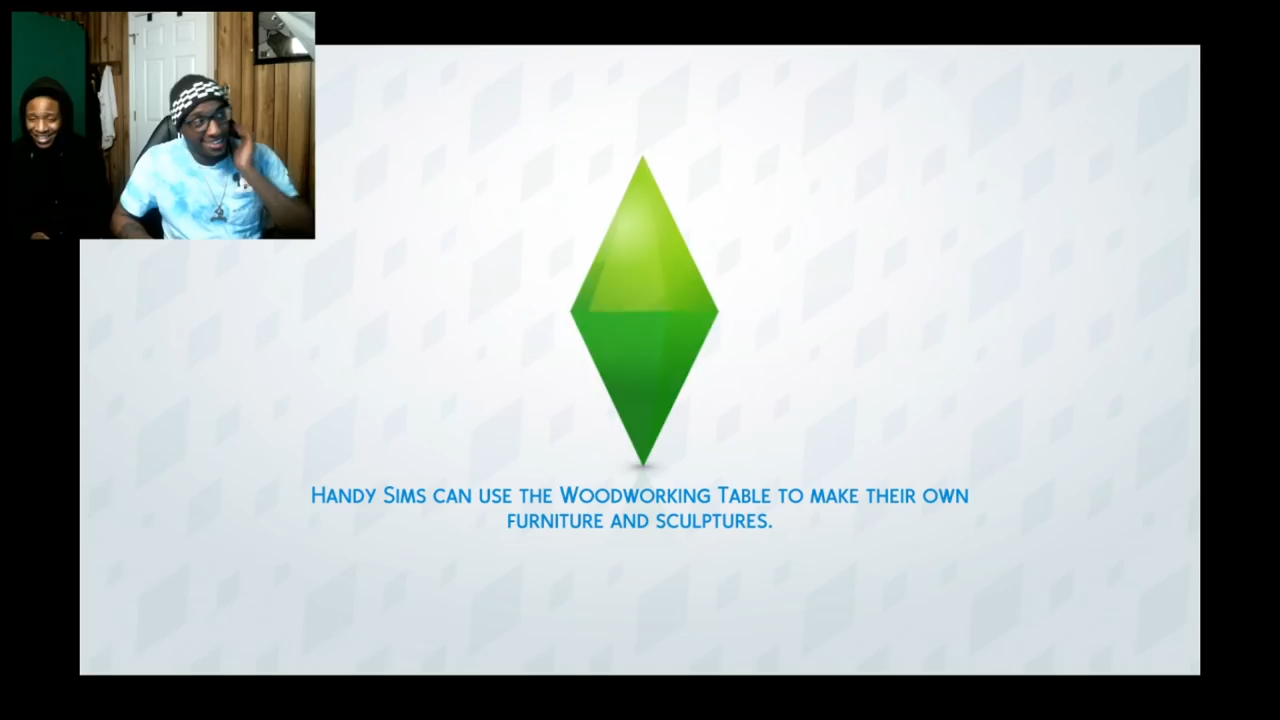 Handy Sims can use the Woodworking Table to make their own
furniture and sculptures.